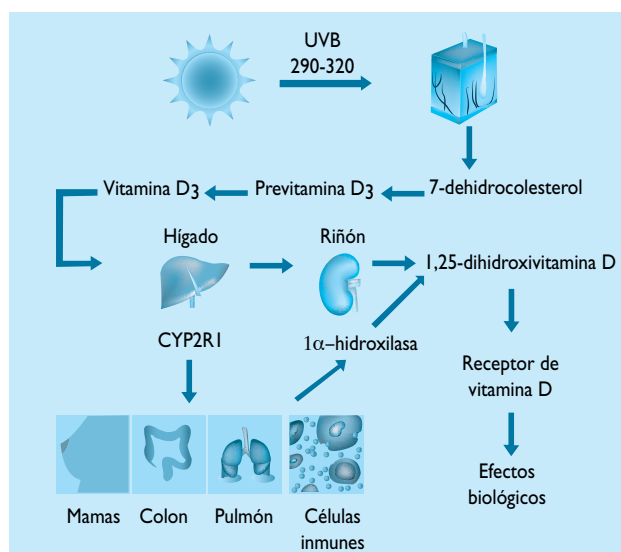 UVB
290-320
Vitamina D3
Previtamina D3
7-dehidrocolesterol
Hígado
Riñón
1,25-dihidroxivitamina D
CYP2R1
1α–hidroxilasa
Receptor de
vitamina D
Efectos
biológicos
Mamas
Colon
Pulmón
Células
inmunes